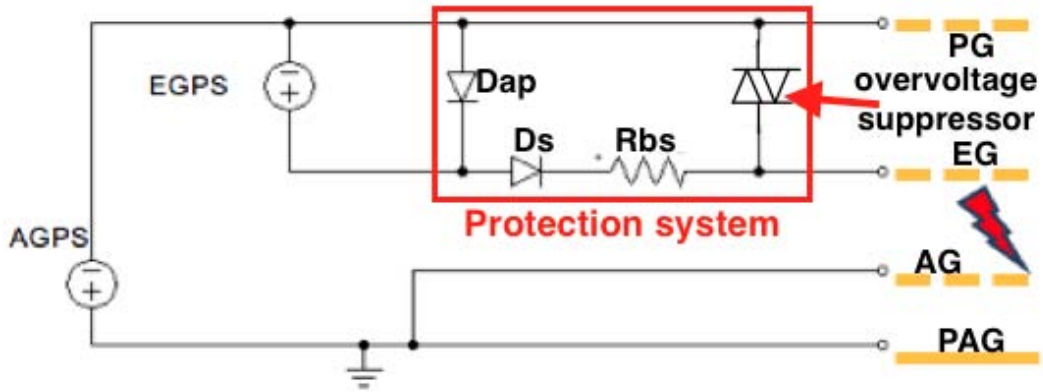 PG
EGPS
Dap
overvoltage
suppressor
Ds
Rbs
EG
Protection system
AGPS
AG
PAG